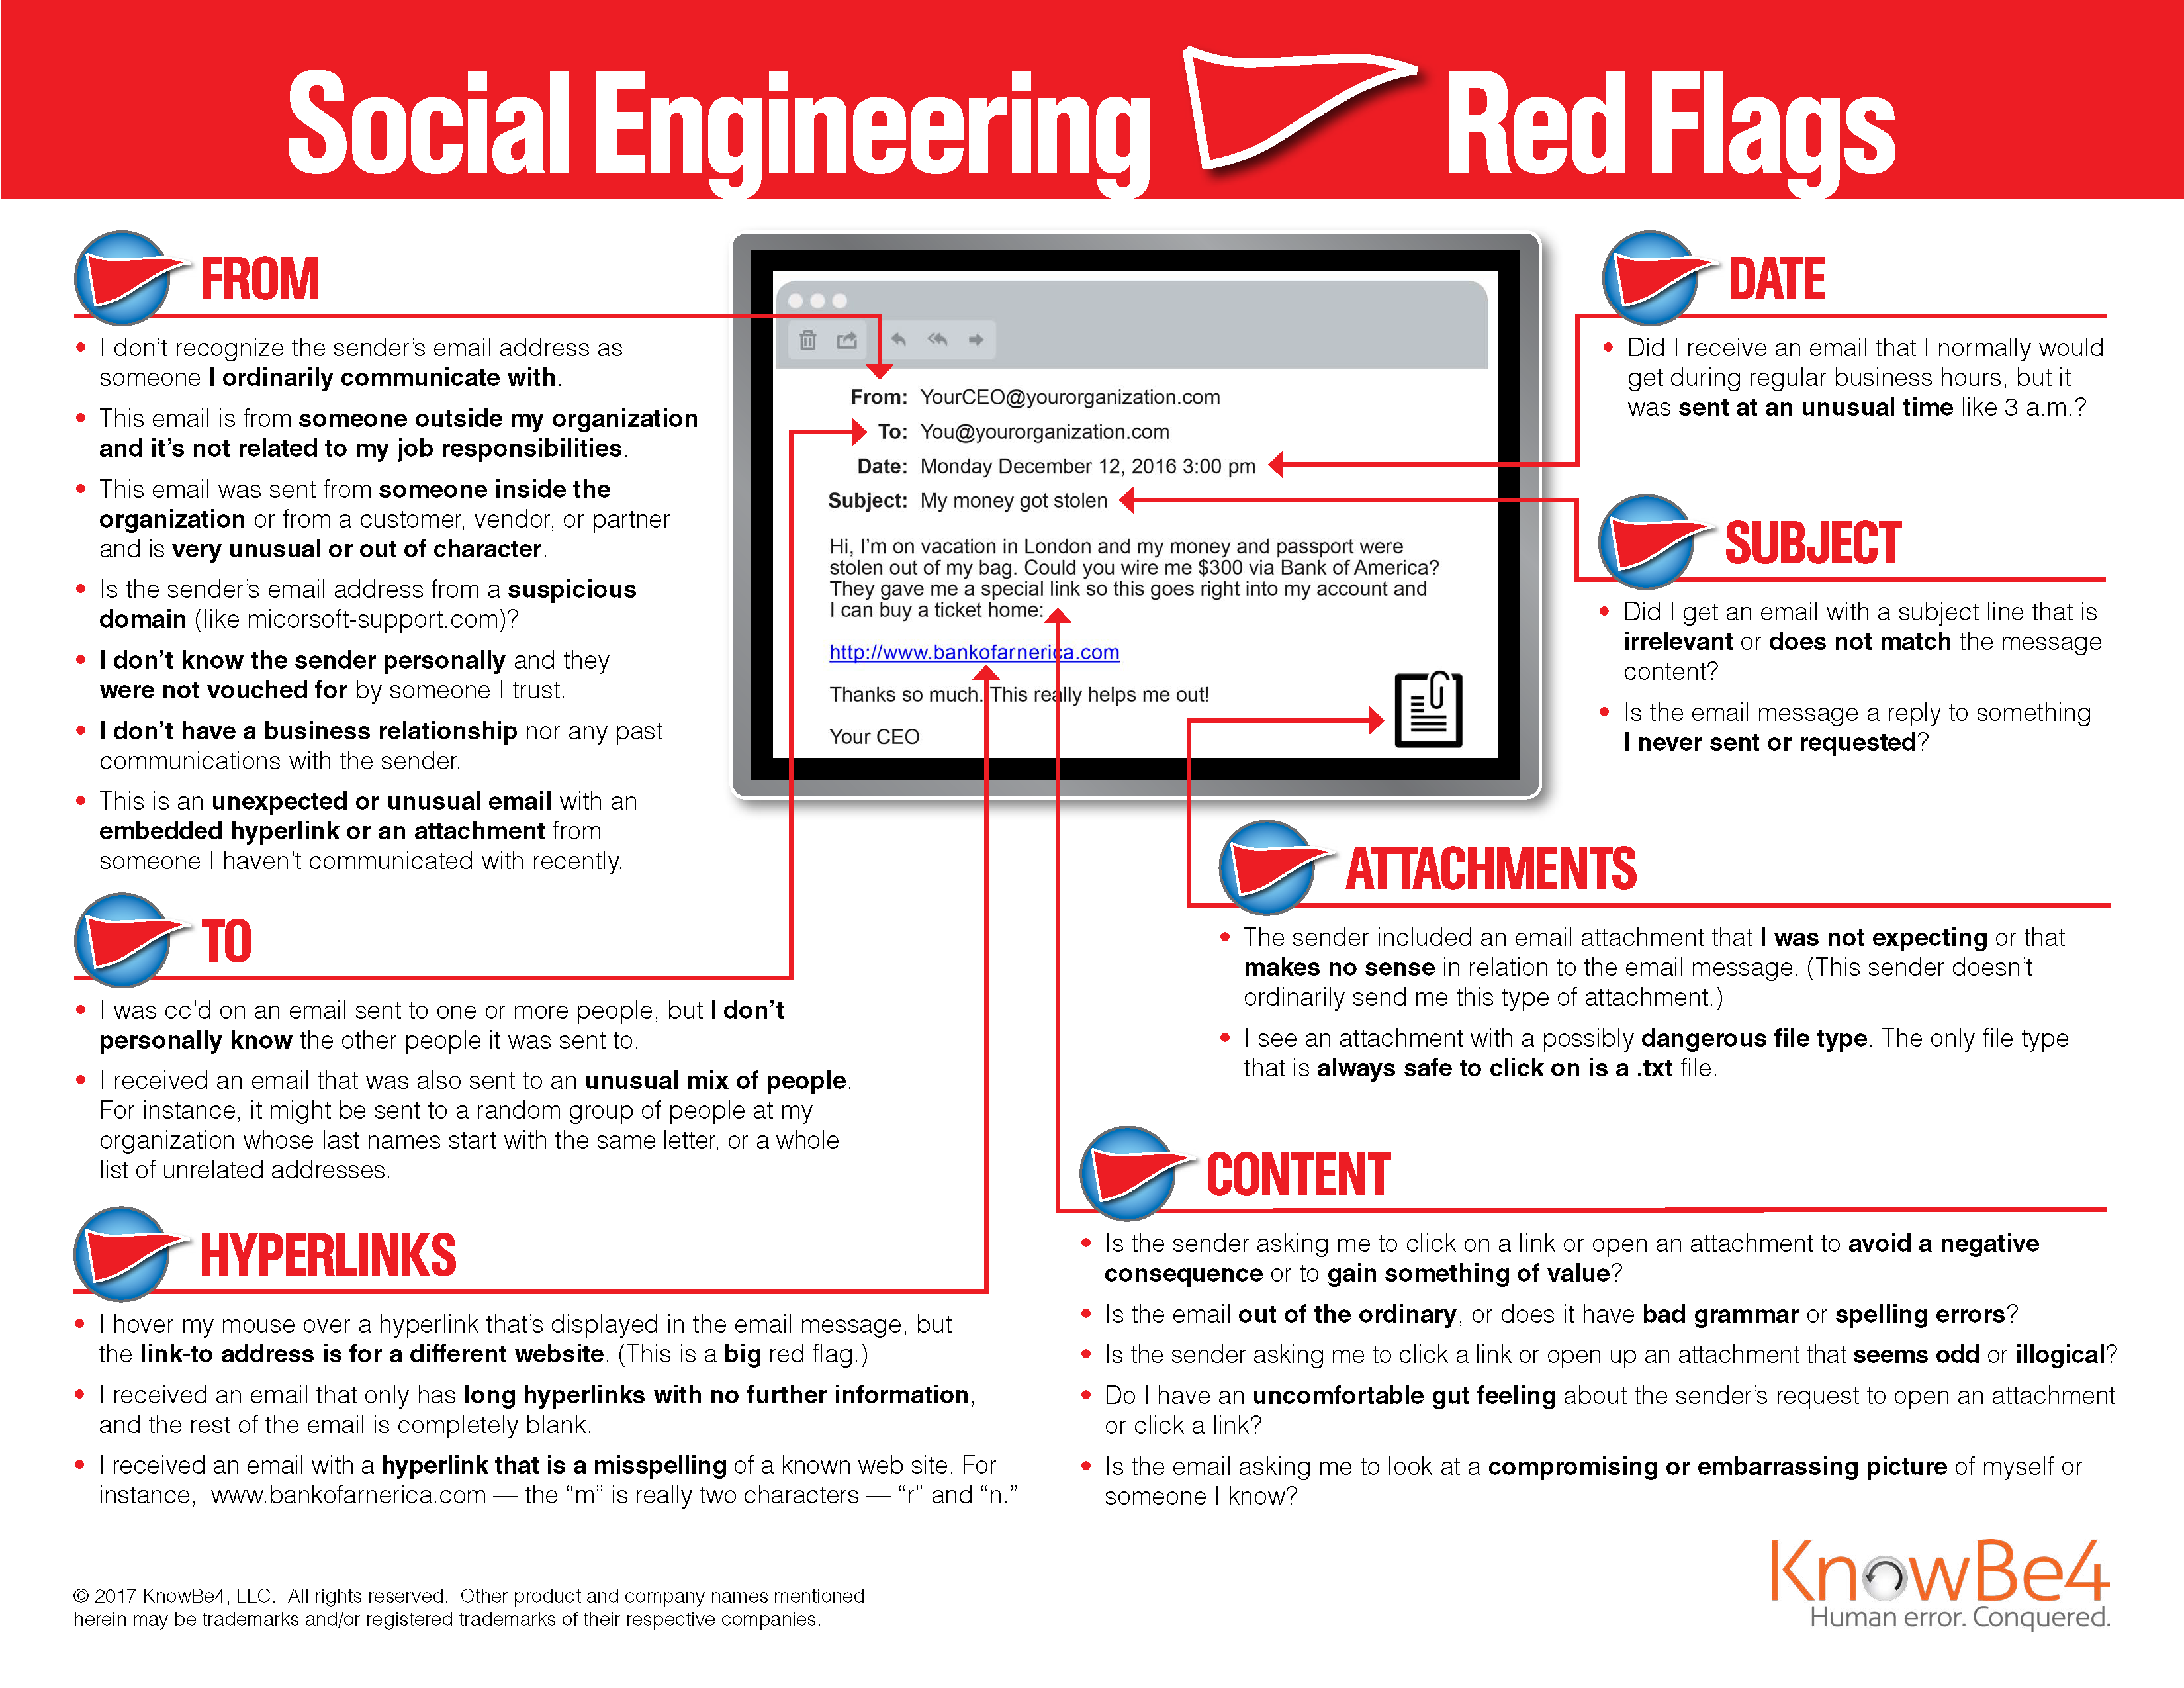 Social Engineering Red Flags
FROM
• I don’t recognize the sender’s email address as
someone I ordinarily communicate with.
• This email is from someone outside my organization
and it’s not related to my job responsibilities.
• This email was sent from someone inside the
organization or from a customer, vendor, or partner
and is very unusual or out of character.
• Is the sender’s email address from a suspicious
domain (like micorsoft-support.com)?
• I don’t know the sender personally and they
were not vouched for by someone I trust.
• I don’t have a business relationship nor any past
communications with the sender.
• This is an unexpected or unusual email with an
embedded hyperlink or an attachment from
someone I haven’t communicated with recently.
TO
• I was cc’d on an email sent to one or more people, but I don’t
personally know the other people it was sent to.
• I received an email that was also sent to an unusual mix of people.
For instance, it might be sent to a random group of people at my
organization whose last names start with the same letter, or a whole
list of unrelated addresses.
HYPERLINKS
• I hover my mouse over a hyperlink that’s displayed in the email message, but
the link-to address is for a different website. (This is a big red flag.)
• I received an email that only has long hyperlinks with no further information,
and the rest of the email is completely blank.
• I received an email with a hyperlink that is a misspelling of a known web site. For
instance, www.bankofarnerica.com — the “m” is really two characters — “r” and “n.”
From: YourCEO@yourorganization.com
To: You@yourorganization.com
Date: Monday December 12, 2016 3:00 pm
Subject: My money got stolen
Hi, I’m on vacation in London and my money and passport were
stolen out of my bag. Could you wire me $300 via Bank of America?
They gave me a special link so this goes right into my account and
I can buy a ticket home:
http://www.bankofarnerica.com
Thanks so much. This really helps me out!
Your CEO
DATE
• Did I receive an email that I normally would
get during regular business hours, but it
was sent at an unusual time like 3 a.m.?
SUBJECT
• Did I get an email with a subject line that is
irrelevant or does not match the message
content?
• Is the email message a reply to something
I never sent or requested?
ATTACHMENTS
• The sender included an email attachment that I was not expecting or that
makes no sense in relation to the email message. (This sender doesn’t
ordinarily send me this type of attachment.)
• I see an attachment with a possibly dangerous file type. The only file type
that is always safe to click on is a .txt file.
CONTENT
• Is the sender asking me to click on a link or open an attachment to avoid a negative
consequence or to gain something of value?
• Is the email out of the ordinary, or does it have bad grammar or spelling errors?
• Is the sender asking me to click a link or open up an attachment that seems odd or illogical?
• Do I have an uncomfortable gut feeling about the sender’s request to open an attachment
or click a link?
• Is the email asking me to look at a compromising or embarrassing picture of myself or
someone I know?
© 2017 KnowBe4, LLC. All rights reserved. Other product and company names mentioned
herein may be trademarks and/or registered trademarks of their respective companies.
KnowBe4
Human error. Conquered.